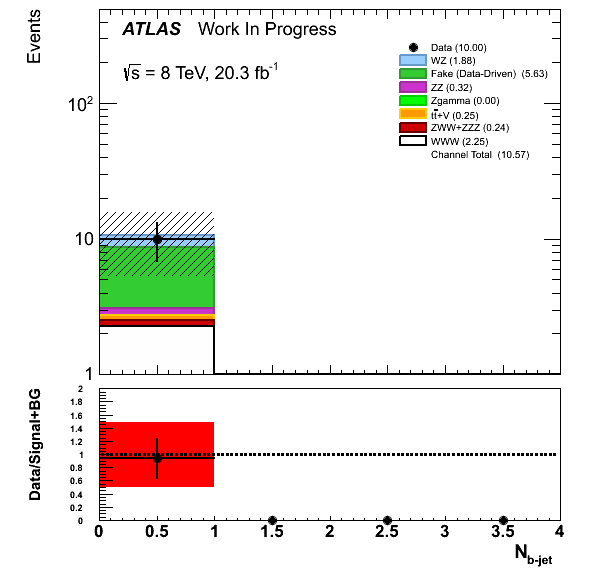 Events
ATLAS Work In Progress
√s = 8 TeV, 20.3 fb⁻¹
Data (10.00)
WZ (1.88)
Fake (Data-Driven) (5.63)
ZZ (0.32)
Zgamma (0.00)
tt̄+V (0.25)
ZWW+ZZZ (0.24)
WWW (2.25)
Channel Total (10.57)
10²
10
1
Data/Signal+BG
2
1.8
1.6
1.4
1.2
1
0.8
0.6
0.4
0.2
0
0 0.5 1 1.5 2 2.5 3 3.5 4
N_b-jet